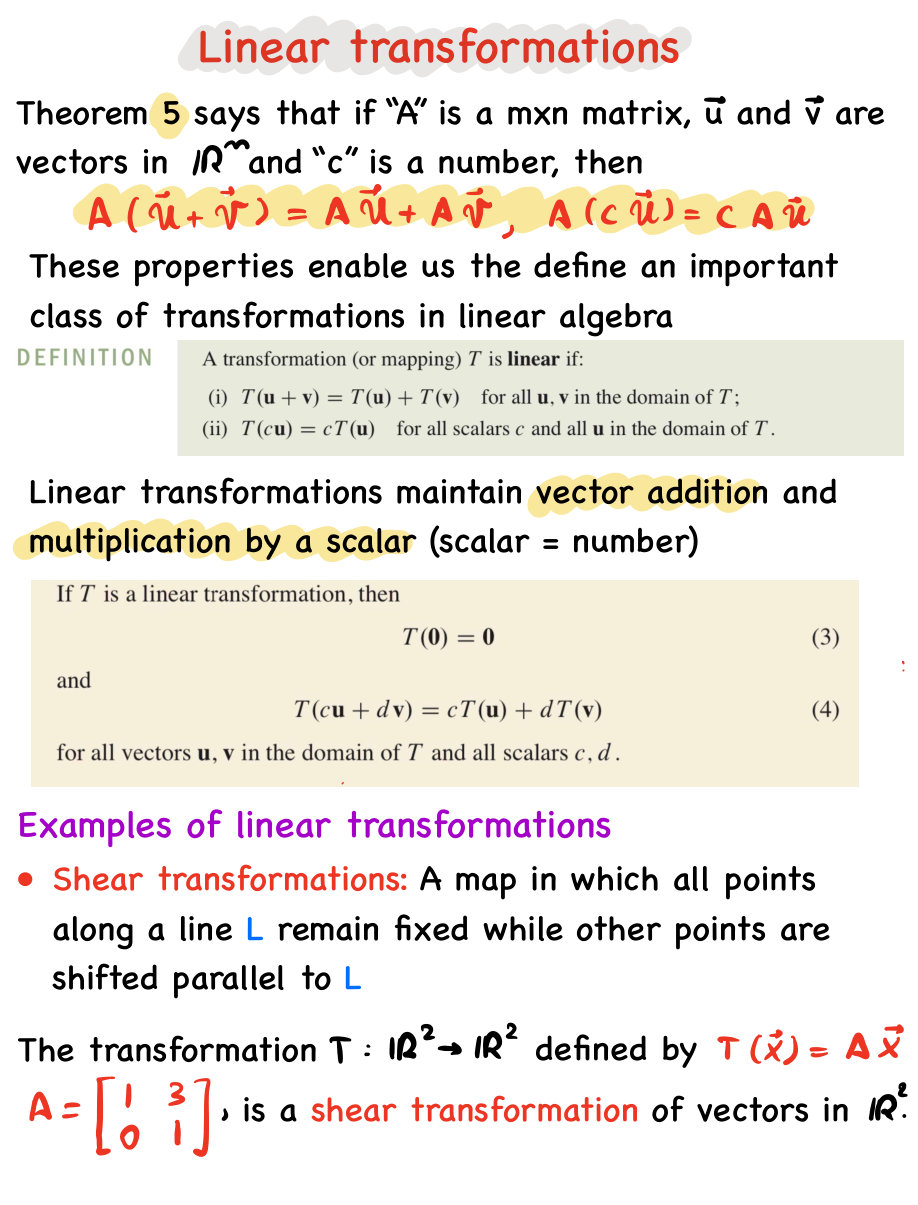 Linear transformations
Theorem 5 says that if “A” is a mxn matrix, u⃗ and v⃗ are
vectors in ℝᵐ and “c” is a number, then
A(u⃗ + v⃗) = Au⃗ + Av⃗, A(cu⃗) = cAu⃗
These properties enable us the define an important
class of transformations in linear algebra
DEFINITION
A transformation (or mapping) T is linear if:
(i) T(u + v) = T(u) + T(v) for all u, v in the domain of T;
(ii) T(cu) = cT(u) for all scalars c and all u in the domain of T.
Linear transformations maintain vector addition and
multiplication by a scalar (scalar = number)
If T is a linear transformation, then
T(0) = 0 (3)
and
T(cu + dv) = cT(u) + dT(v) (4)
for all vectors u, v in the domain of T and all scalars c, d.
Examples of linear transformations
• Shear transformations: A map in which all points
along a line L remain fixed while other points are
shifted parallel to L
The transformation T : ℝ² → ℝ² defined by T(x⃗) = Ax⃗
A = [1 3
0 1], is a shear transformation of vectors in ℝ².